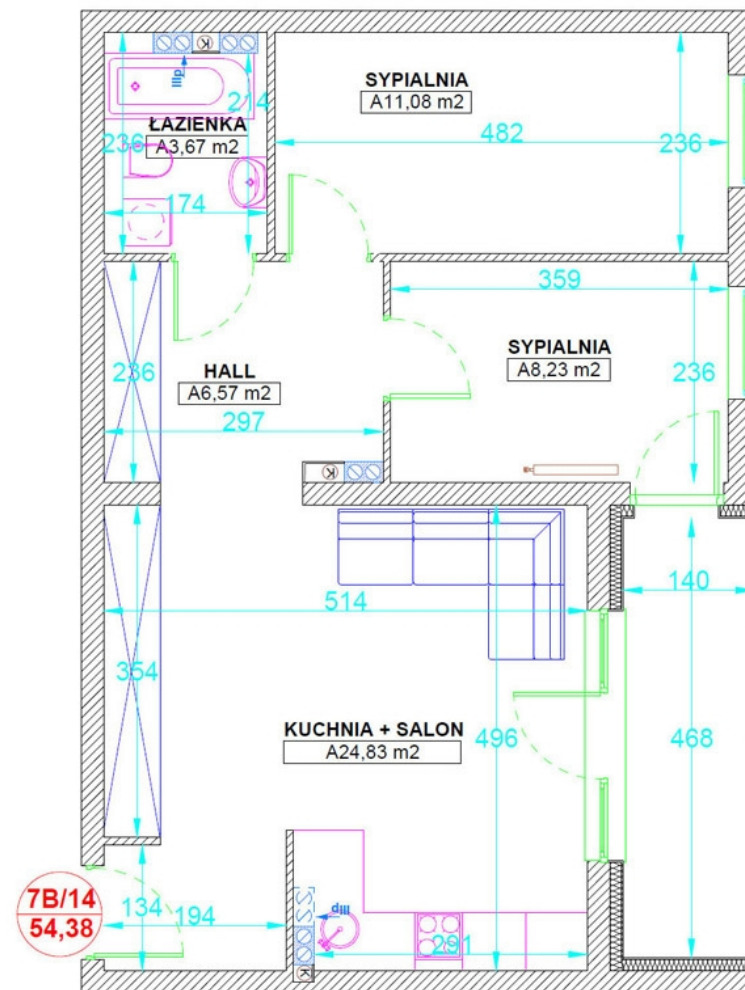 K
IIIp
SYPIALNIA
A11,08 m2
ŁAZIENKA
A3,67 m2
236
214
482
236
174
359
SYPIALNIA
A8,23 m2
HALL
A6,57 m2
236
236
297
K
140
514
354
KUCHNIA + SALON
A24,83 m2
496
468
7B/14
54,38
134
194
IIIp
291
K